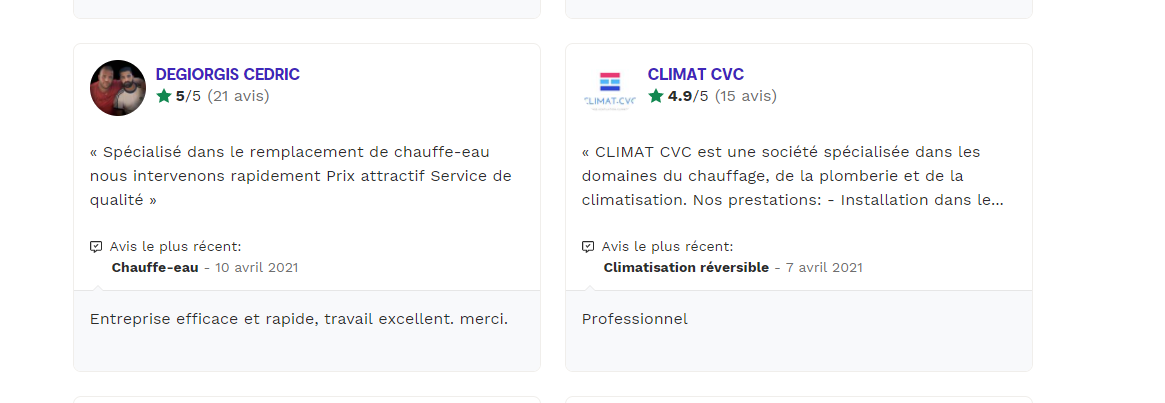 DEGIORGIS CEDRIC
5/5 (21 avis)
« Spécialisé dans le remplacement de chauffe-eau
nous intervenons rapidement Prix attractif Service de
qualité »
Avis le plus récent:
Chauffe-eau - 10 avril 2021
Entreprise efficace et rapide, travail excellent. merci.
CLIMAT-CVC
CLIMAT CVC
4.9/5 (15 avis)
« CLIMAT CVC est une société spécialisée dans les
domaines du chauffage, de la plomberie et de la
climatisation. Nos prestations: - Installation dans le...
Avis le plus récent:
Climatisation réversible - 7 avril 2021
Professionnel